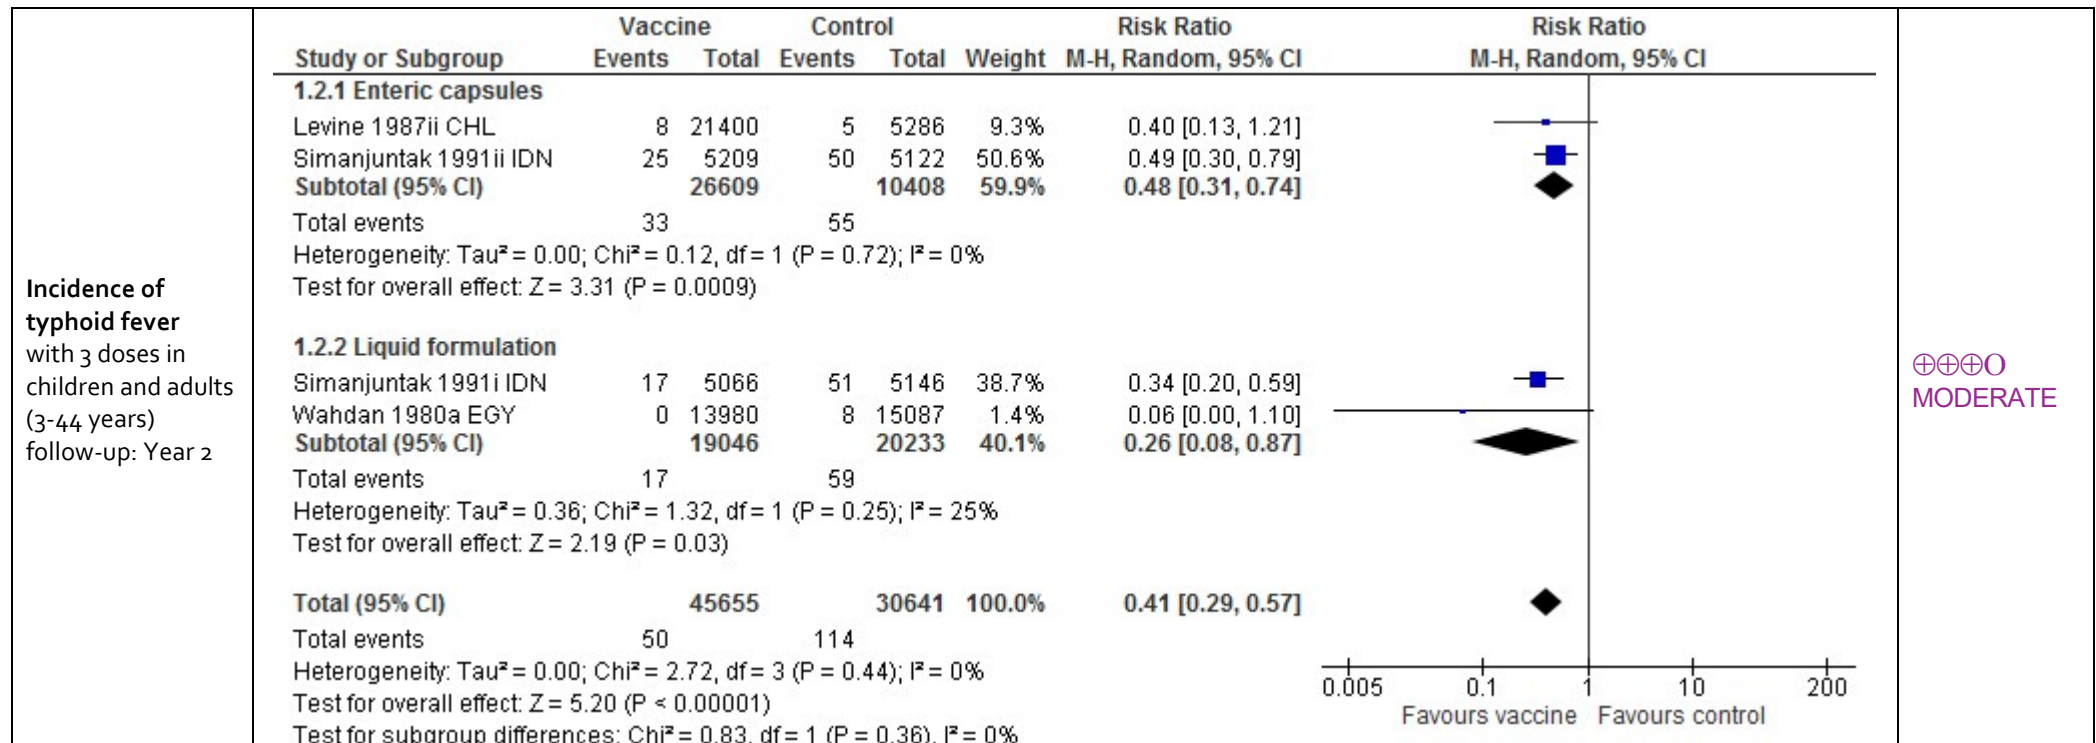 Incidence of
typhoid fever
with 3 doses in
children and adults
(3-44 years)
follow-up: Year 2
Vaccine Control Risk Ratio Risk Ratio
Study or Subgroup Events Total Events Total Weight M-H, Random, 95% CI M-H, Random, 95% CI
1.2.1 Enteric capsules
Levine 1987ii CHL 8 21400 5 5286 9.3% 0.40 [0.13, 1.21]
Simanjuntak 1991ii IDN 25 5209 50 5122 50.6% 0.49 [0.30, 0.79]
Subtotal (95% CI) 26609 10408 59.9% 0.48 [0.31, 0.74]
Total events 33 55
Heterogeneity: Tau² = 0.00; Chi² = 0.12, df = 1 (P = 0.72); I² = 0%
Test for overall effect: Z = 3.31 (P = 0.0009)
1.2.2 Liquid formulation
Simanjuntak 1991i IDN 17 5066 51 5146 38.7% 0.34 [0.20, 0.59]
Wahdan 1980a EGY 0 13980 8 15087 1.4% 0.06 [0.00, 1.10]
Subtotal (95% CI) 19046 20233 40.1% 0.26 [0.08, 0.87]
Total events 17 59
Heterogeneity: Tau² = 0.36; Chi² = 1.32, df = 1 (P = 0.25); I² = 25%
Test for overall effect: Z = 2.19 (P = 0.03)
Total (95% CI) 45655 30641 100.0% 0.41 [0.29, 0.57]
Total events 50 114
Heterogeneity: Tau² = 0.00; Chi² = 2.72, df = 3 (P = 0.44); I² = 0%
Test for overall effect: Z = 5.20 (P < 0.00001)
Test for subgroup differences: Chi² = 0.83, df = 1 (P = 0.36), I² = 0%
0.005 0.1 1 10 200
Favours vaccine Favours control
⊕⊕⊕O
MODERATE